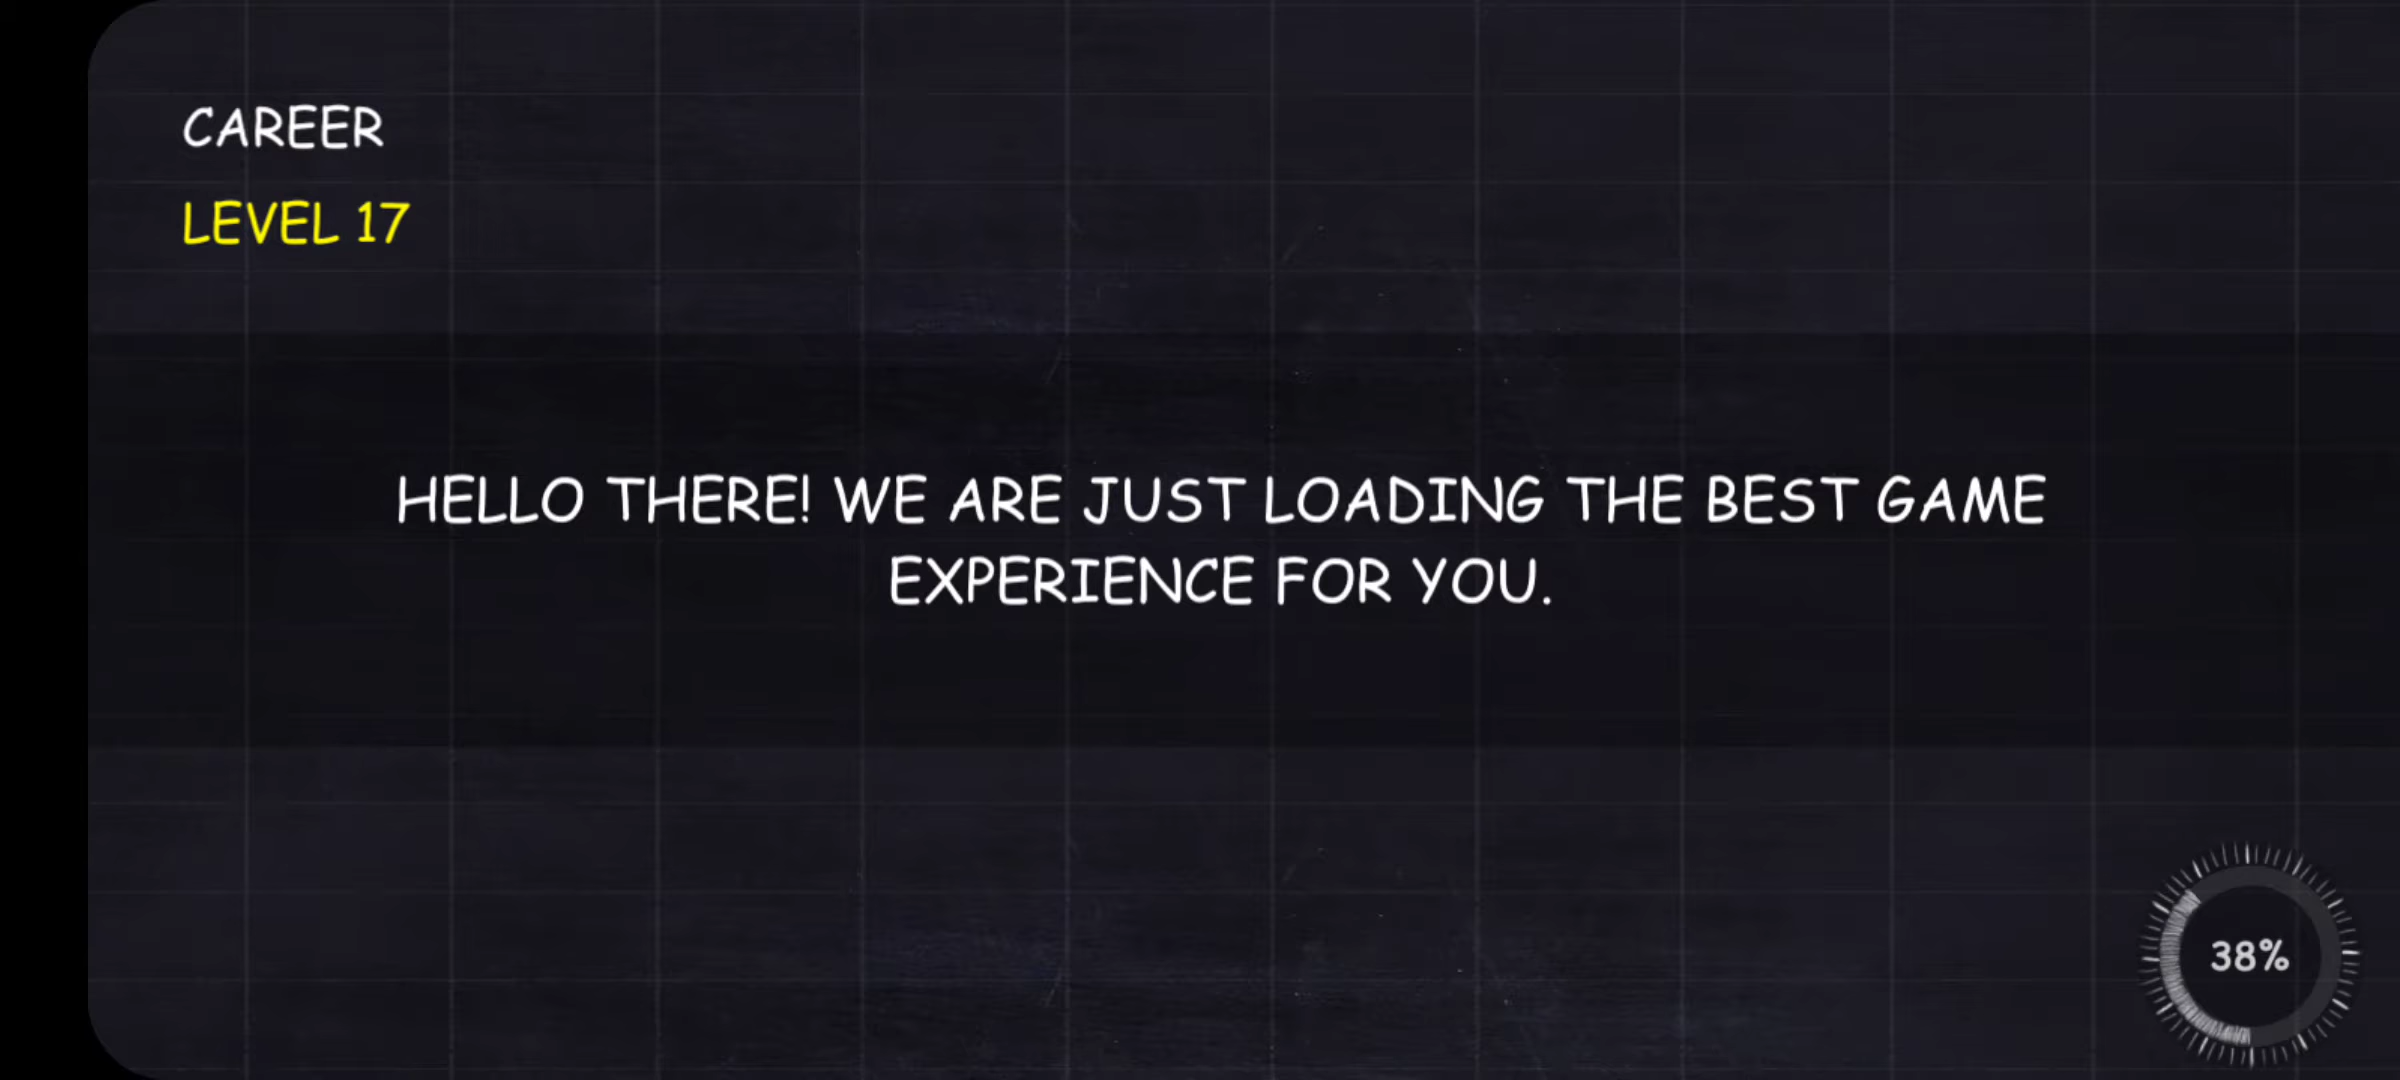 CAREER
LEVEL 17
HELLO THERE! WE ARE JUST LOADING THE BEST GAME
EXPERIENCE FOR YOU.
38%